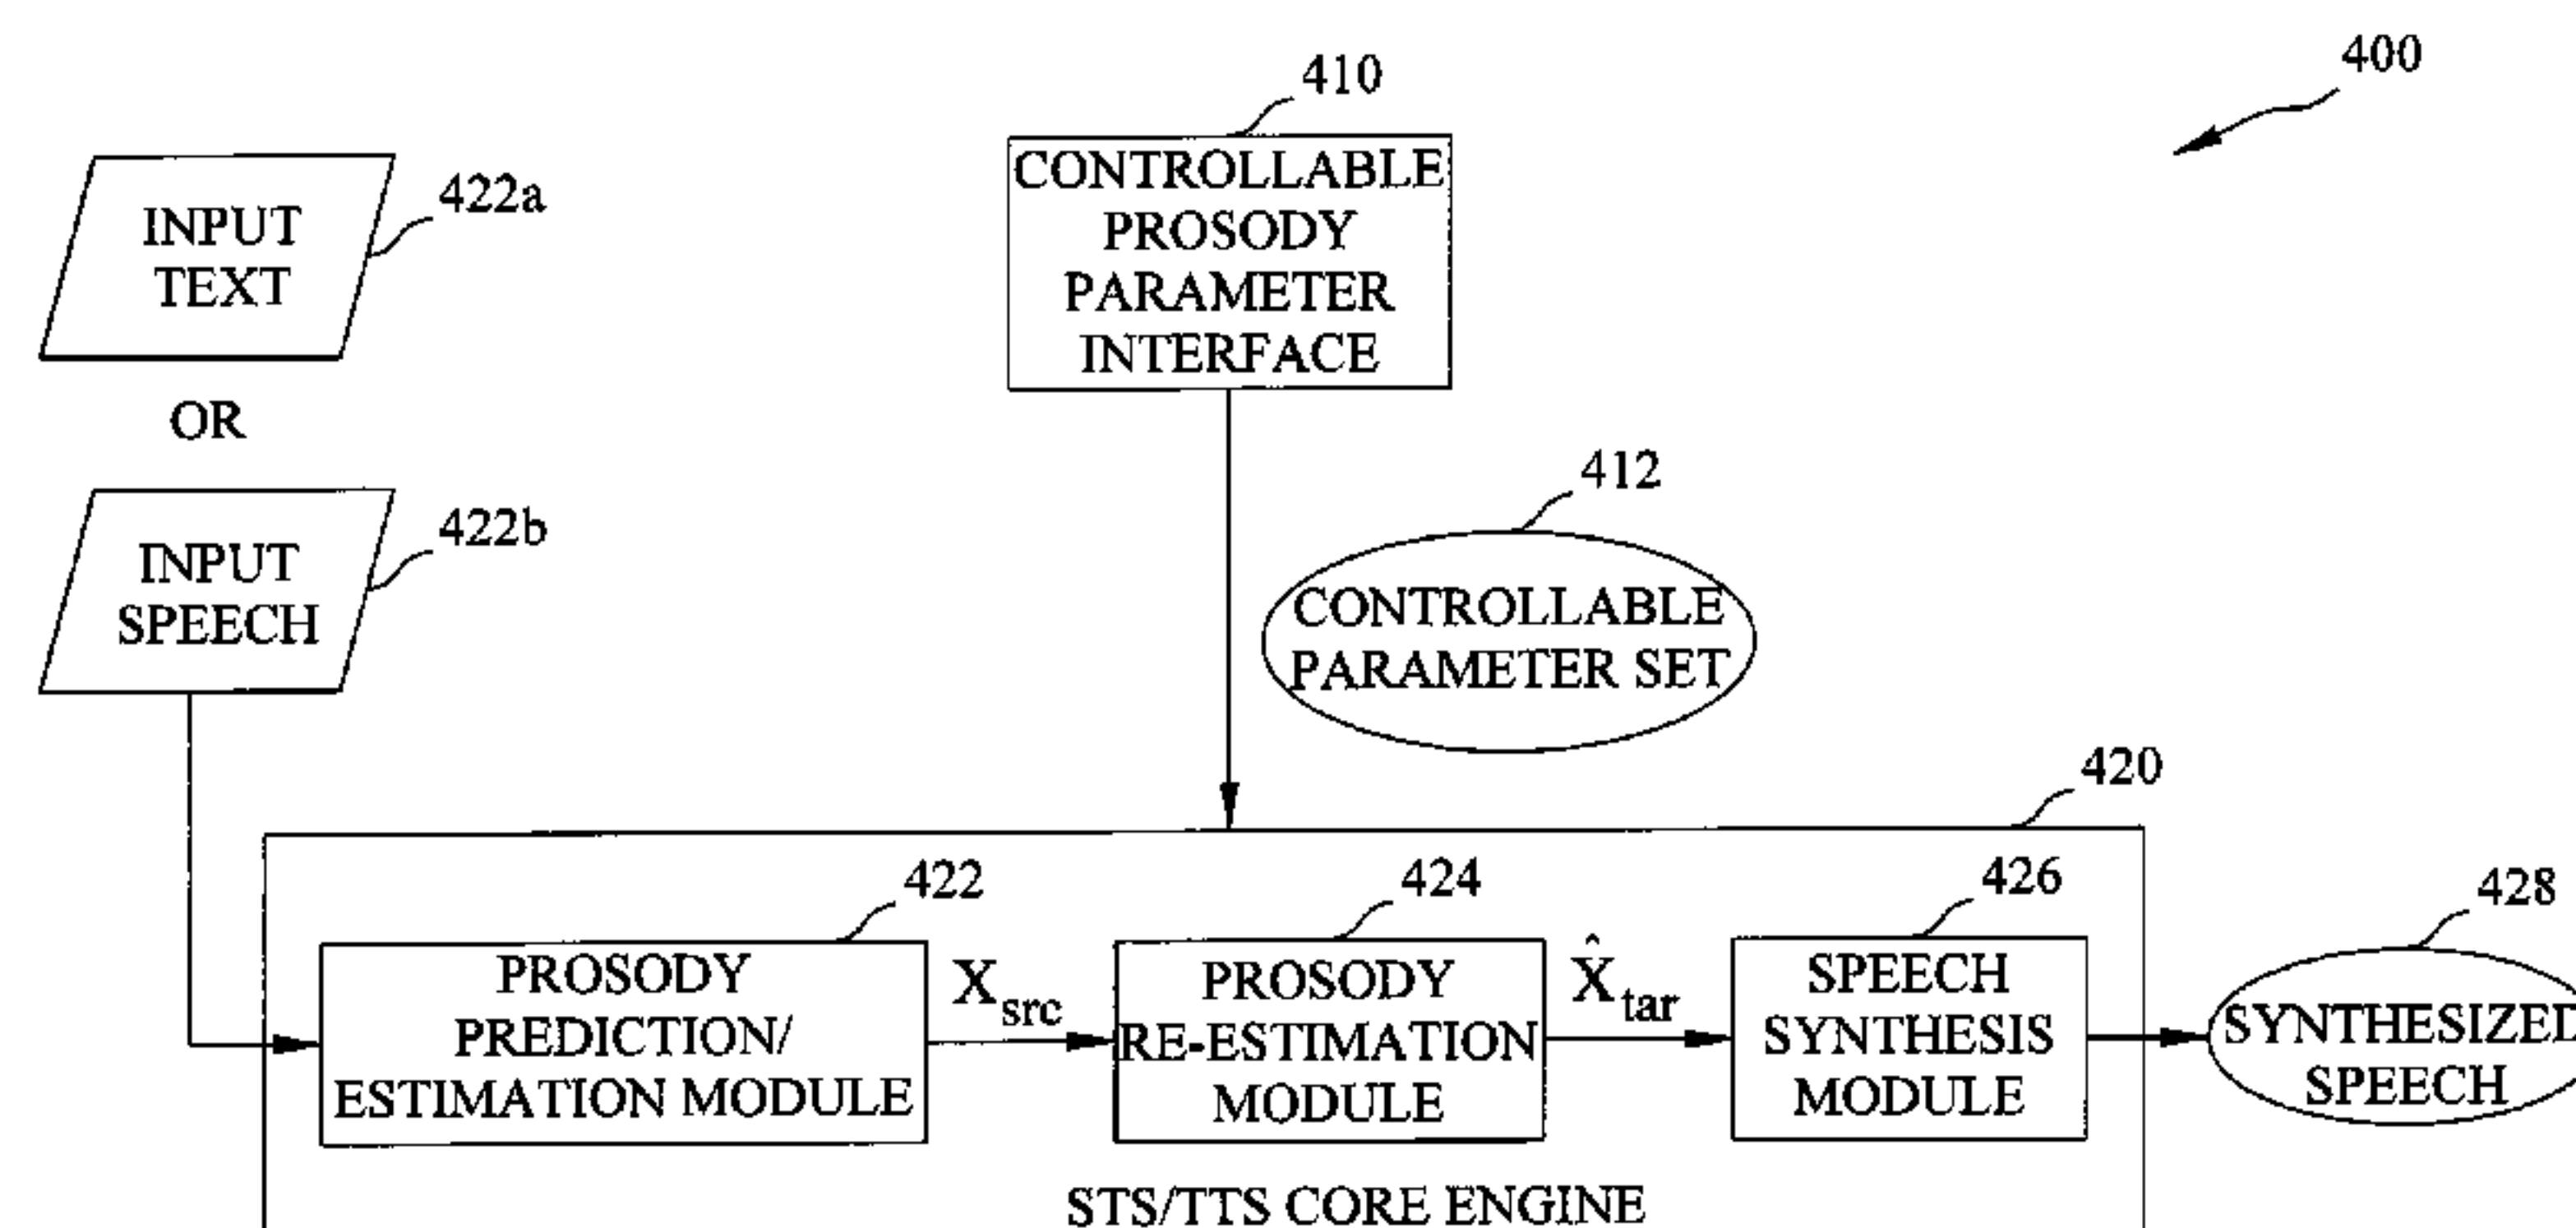 400
410
CONTROLLABLE
PROSODY
PARAMETER
INTERFACE
422a
INPUT
TEXT
OR
422b
INPUT
SPEECH
412
CONTROLLABLE
PARAMETER SET
420
422
PROSODY
PREDICTION/
ESTIMATION MODULE
X_src
424
PROSODY
RE-ESTIMATION
MODULE
X̂_tar
426
SPEECH
SYNTHESIS
MODULE
428
SYNTHESIZED
SPEECH
STS/TTS CORE ENGINE